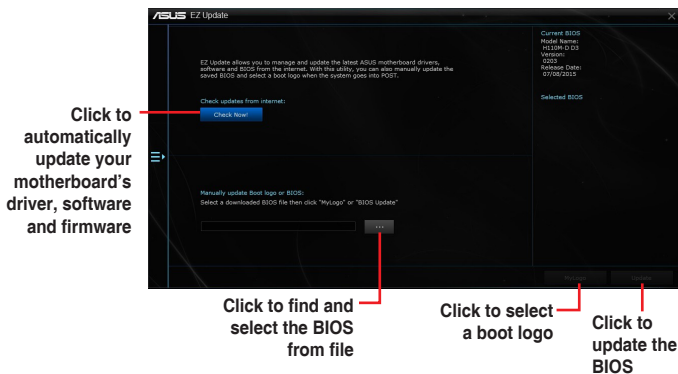 ASUS EZ Update
Current BIOS
Model Name:
H110M-D D3
Version:
0203
Release Date:
07/08/2015
Selected BIOS
EZ Update allows you to manage and update the latest ASUS motherboard drivers,
software and BIOS from the internet. With this utility, you can also manually update the
saved BIOS and select a boot logo when the system goes into POST.
Check updates from internet:
Check Now!
Manually update Boot logo or BIOS:
Select a downloaded BIOS file then click "MyLogo" or "BIOS Update"
...
MyLogo
Update
Click to
automatically
update your
motherboard's
driver, software
and firmware
Click to find and
select the BIOS
from file
Click to select
a boot logo
Click to
update the
BIOS